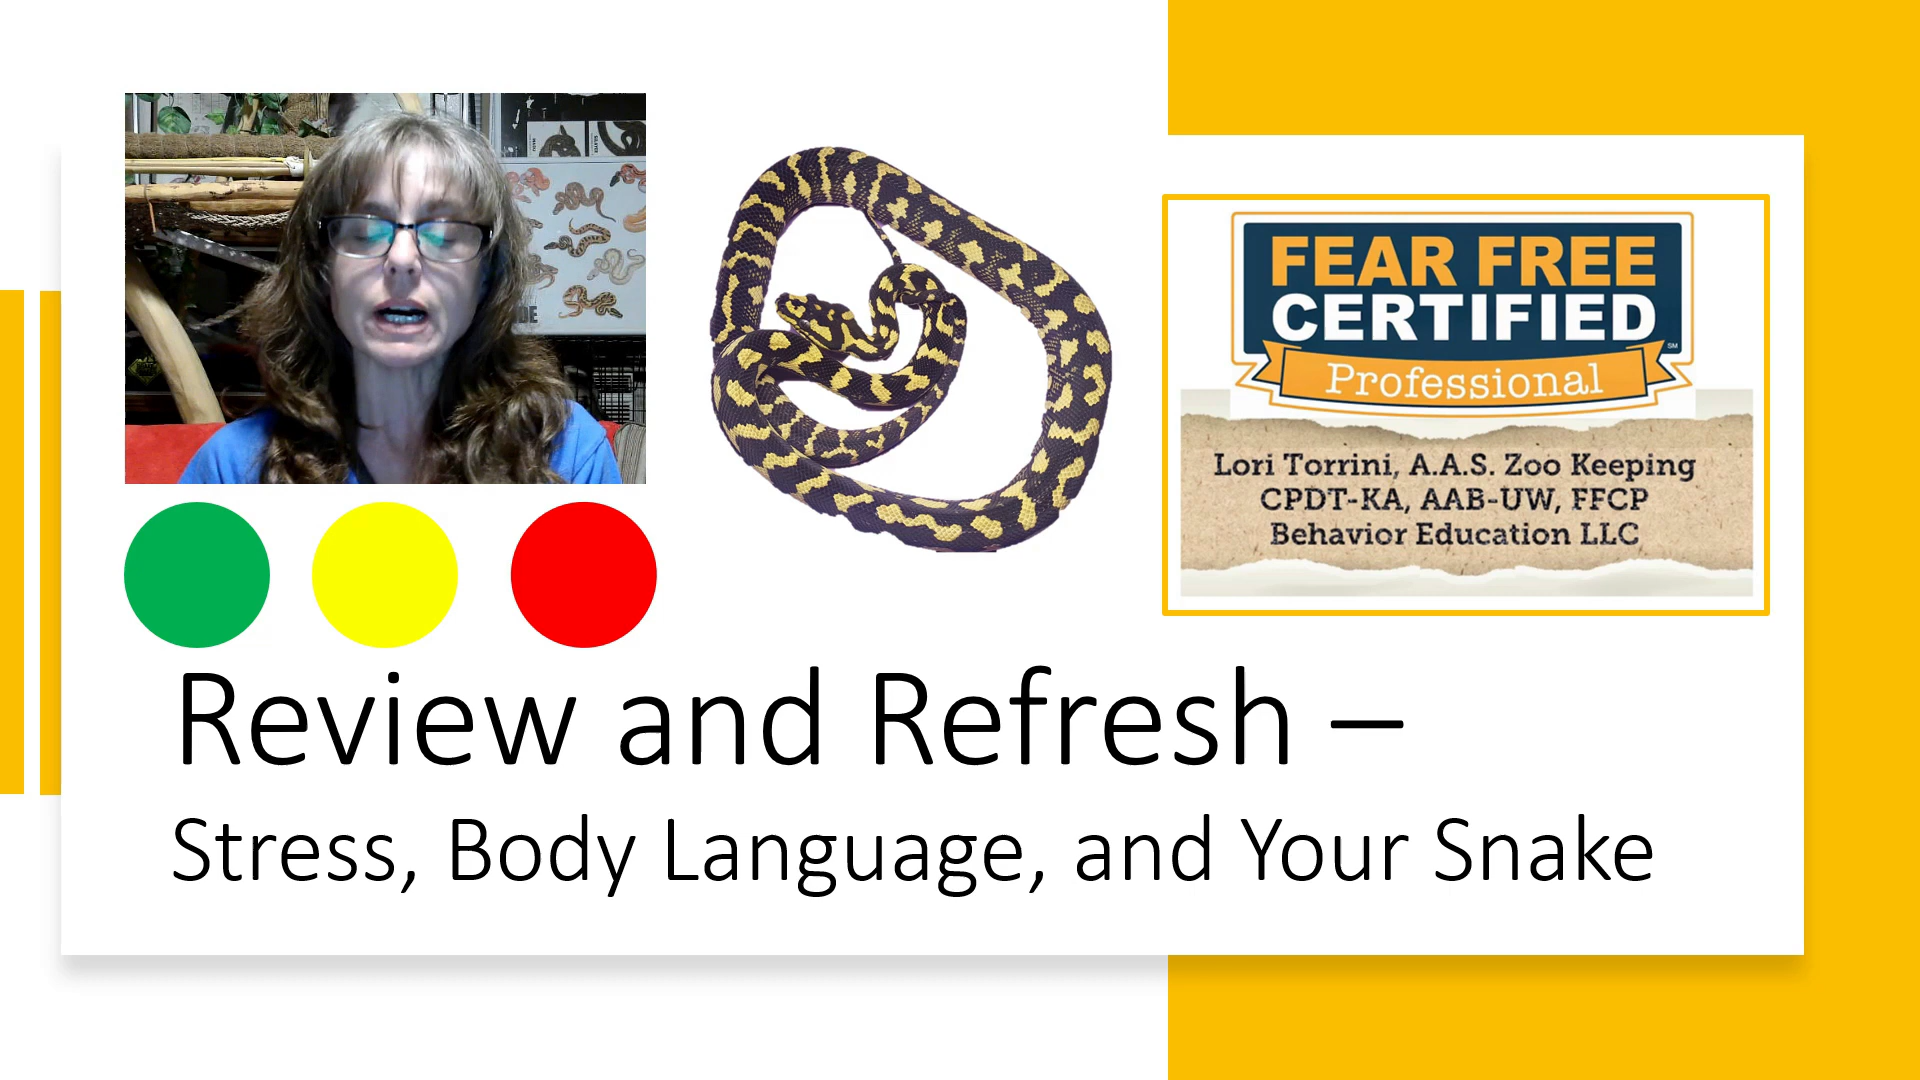 FEAR FREE
CERTIFIED
SM
Professional
Lori Torrini, A.A.S. Zoo Keeping
CPDT-KA, AAB-UW, FFCP
Behavior Education LLC
Review and Refresh –
Stress, Body Language, and Your Snake